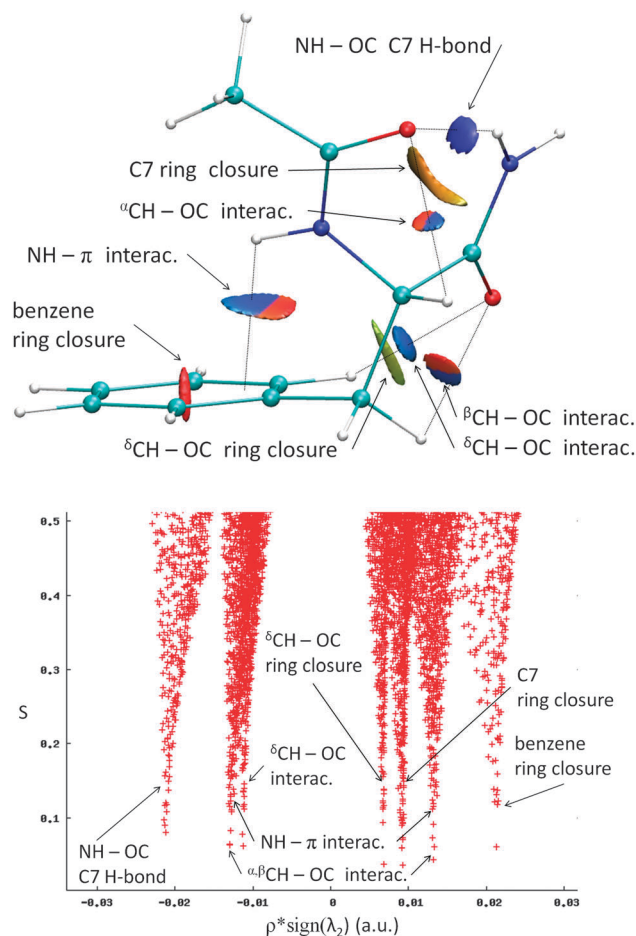 NH – OC C7 H-bond
C7 ring closure
αCH – OC interac.
NH – π interac.
benzene
ring closure
βCH – OC interac.
δCH – OC ring closure
δCH – OC interac.
0.5
0.4
0.3
0.2
0.1
S
δCH – OC
ring closure
C7
ring closure
δCH – OC
interac.
benzene
ring closure
NH – OC
C7 H-bond
NH – π interac.
α,βCH – OC interac.
-0.03
-0.02
-0.01
0
0.01
0.02
0.03
ρ*sign(λ2) (a.u.)